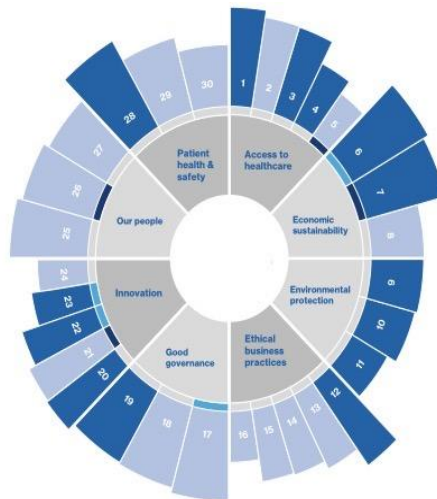 1
2
3
4
5
6
7
8
9
10
11
12
13
14
15
16
17
18
19
20
21
22
23
24
25
26
27
28
29
30
Access to
healthcare
Economic
sustainability
Environmental
protection
Ethical
business
practices
Good
governance
Innovation
Our people
Patient
health &
safety